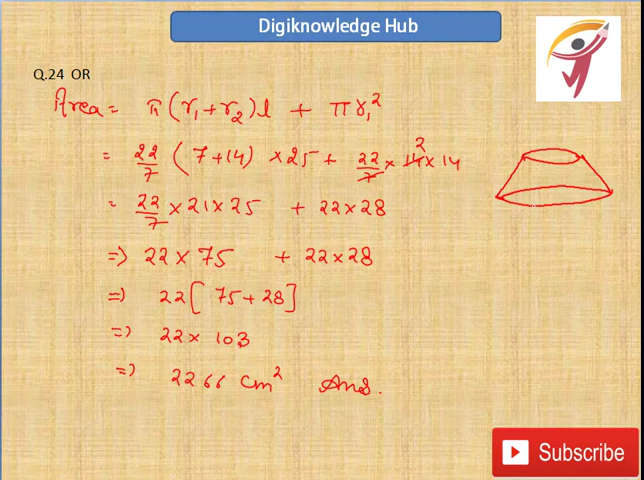 Digiknowledge Hub
Q.24 OR
Area = π(r₁+r₂)l + πr₁²
= 22/7 (7+14) ×25 + 22/7 × 14 2 × 14
= 22/7 × 21 × 25 + 22×28
⇒ 22 × 75 + 22×28
⇒ 22[ 75+28]
⇒ 22× 103
⇒ 2266 cm² Ans.
Subscribe